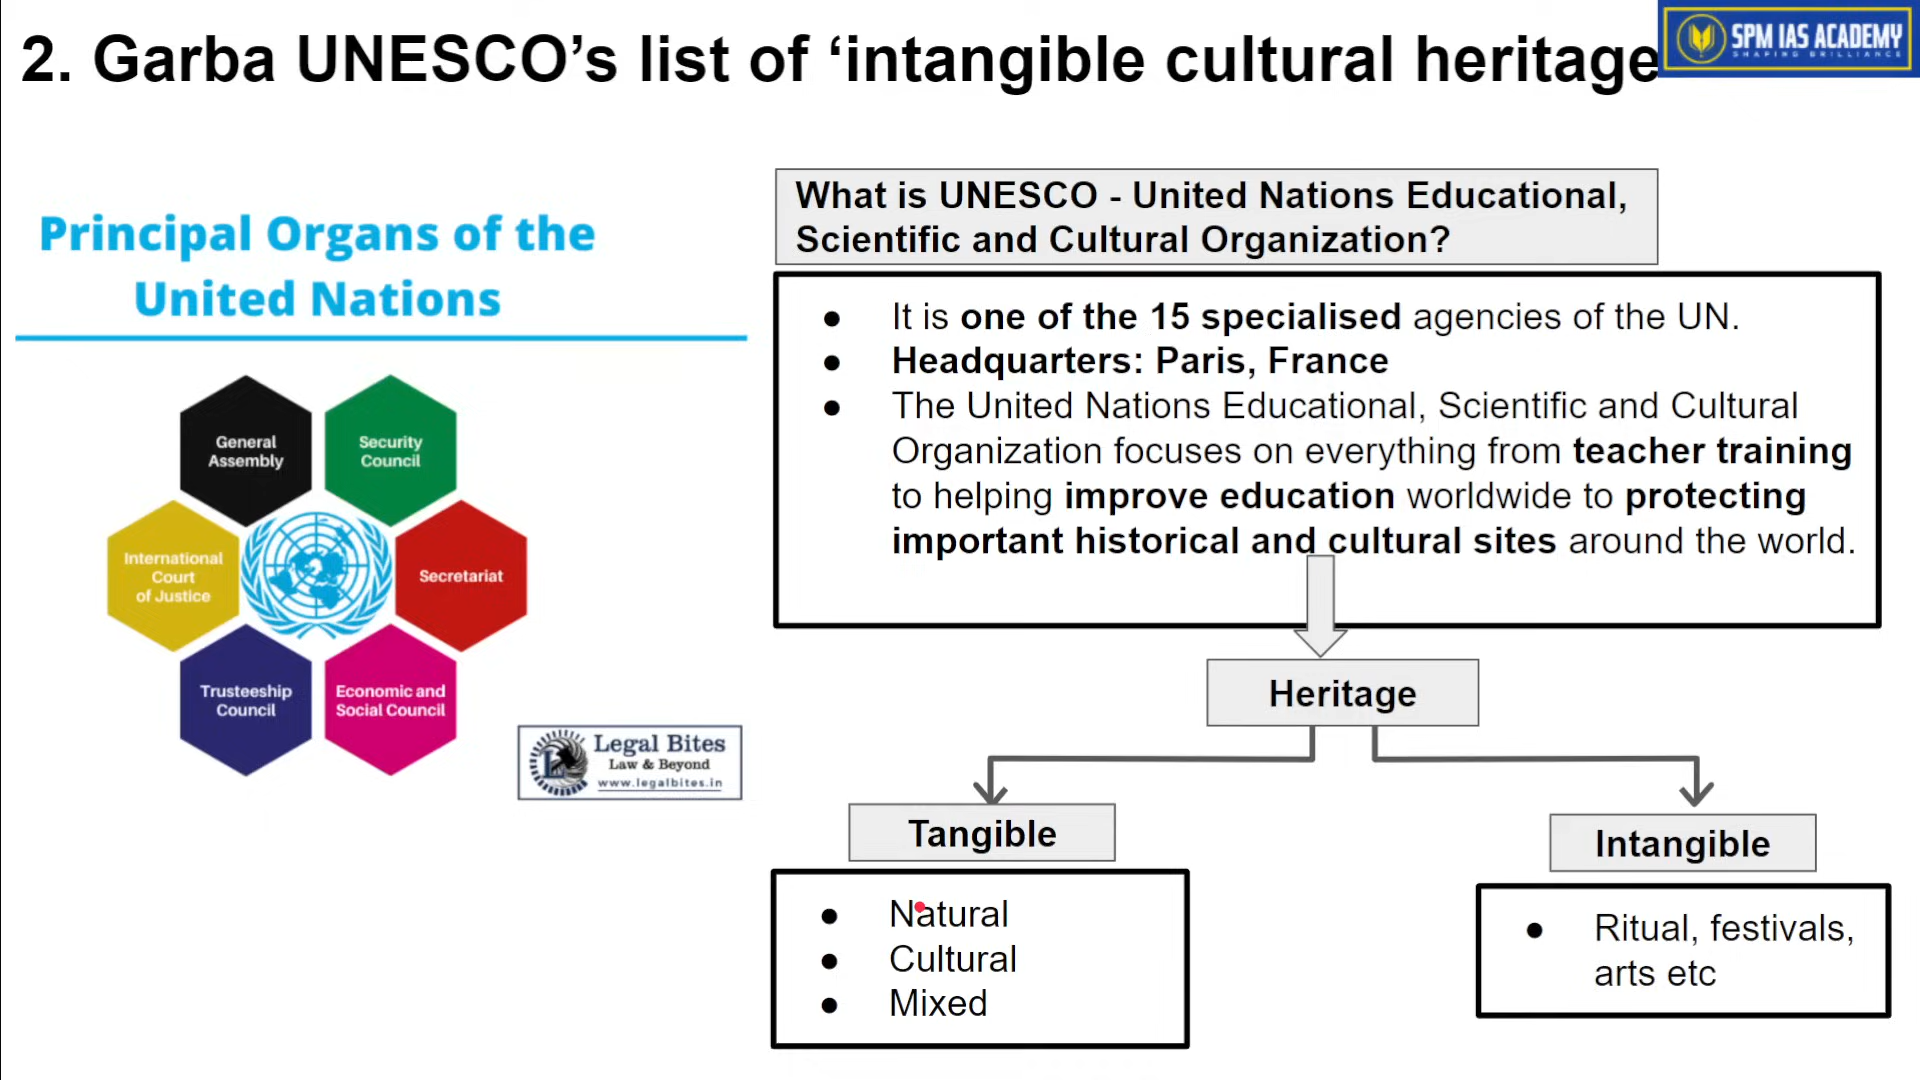 2. Garba UNESCO’s list of ‘intangible cultural heritage
SPM IAS ACADEMY
SHAPING BRILLIANCE
Principal Organs of the
United Nations
General
Assembly
Security
Council
International
Court
of Justice
Secretariat
Trusteeship
Council
Economic and
Social Council
Legal Bites
Law & Beyond
www.legalbites.in
What is UNESCO - United Nations Educational,
Scientific and Cultural Organization?
● It is one of the 15 specialised agencies of the UN.
● Headquarters: Paris, France
● The United Nations Educational, Scientific and Cultural
Organization focuses on everything from teacher training
to helping improve education worldwide to protecting
important historical and cultural sites around the world.
Heritage
Tangible
● Natural
● Cultural
● Mixed
Intangible
● Ritual, festivals,
arts etc